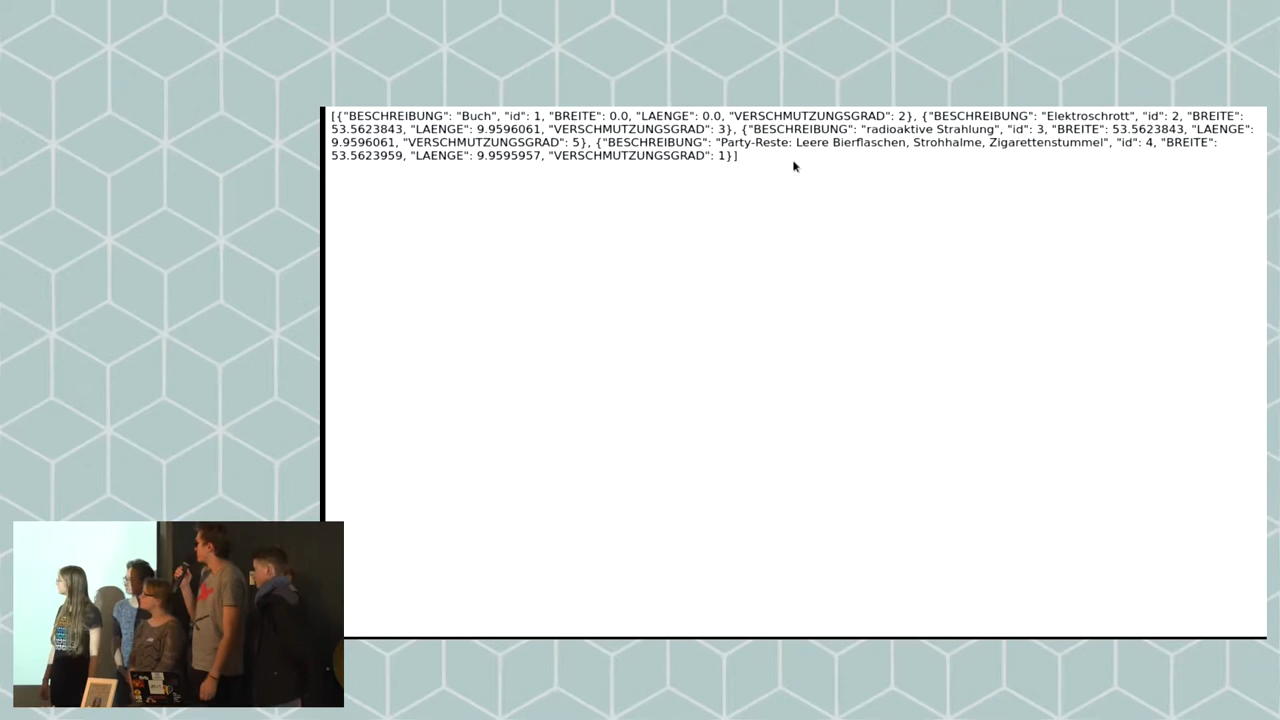 [{"BESCHREIBUNG": "Buch", "id": 1, "BREITE": 0.0, "LAENGE": 0.0, "VERSCHMUTZUNGSGRAD": 2}, {"BESCHREIBUNG": "Elektroschrott", "id": 2, "BREITE":
53.5623843, "LAENGE": 9.9596061, "VERSCHMUTZUNGSGRAD": 3}, {"BESCHREIBUNG": "radioaktive Strahlung", "id": 3, "BREITE": 53.5623843, "LAENGE":
9.9596061, "VERSCHMUTZUNGSGRAD": 5}, {"BESCHREIBUNG": "Party-Reste: Leere Bierflaschen, Strohhalme, Zigarettenstummel", "id": 4, "BREITE":
53.5623959, "LAENGE": 9.9595957, "VERSCHMUTZUNGSGRAD": 1}]